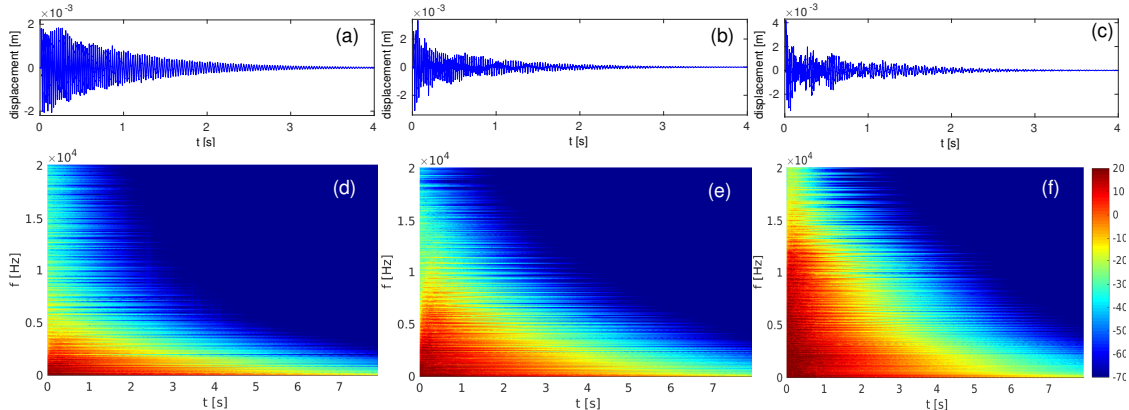 ×10⁻³
×10⁻³
×10⁻³
(a)
(b)
(c)
displacement [m]
displacement [m]
displacement [m]
2
0
-2
2
0
-2
4
2
0
-2
0 1 2 3 4
0 1 2 3 4
0 1 2 3 4
t [s]
t [s]
t [s]
×10⁴
×10⁴
×10⁴
(d)
(e)
(f)
f [Hz]
f [Hz]
f [Hz]
2
1.5
1
0.5
0
2
1.5
1
0.5
0
2
1.5
1
0.5
0
20
10
0
-10
-20
-30
-40
-50
-60
-70
0 1 2 3 4 5 6 7
0 1 2 3 4 5 6 7
0 1 2 3 4 5 6 7
t [s]
t [s]
t [s]